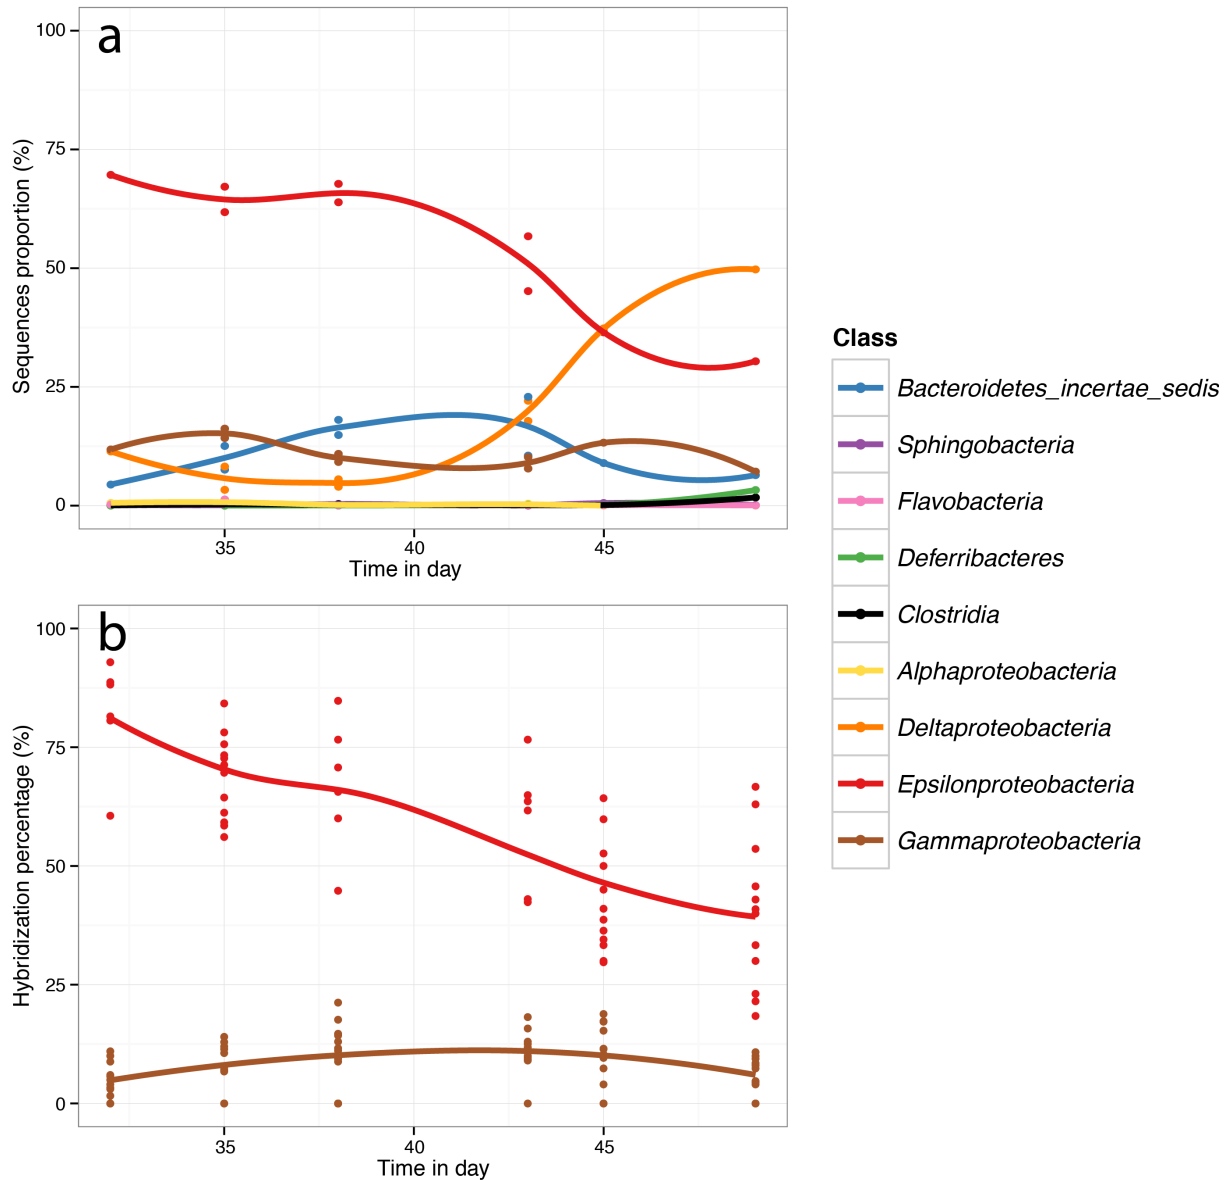 a
100
75
50
25
0
Sequences proportion (%)
35 40 45
Time in day
b
100
75
50
25
0
Hybridization percentage (%)
35 40 45
Time in day
Class
Bacteroidetes_incertae_sedis
Sphingobacteria
Flavobacteria
Deferribacteres
Clostridia
Alphaproteobacteria
Deltaproteobacteria
Epsilonproteobacteria
Gammaproteobacteria